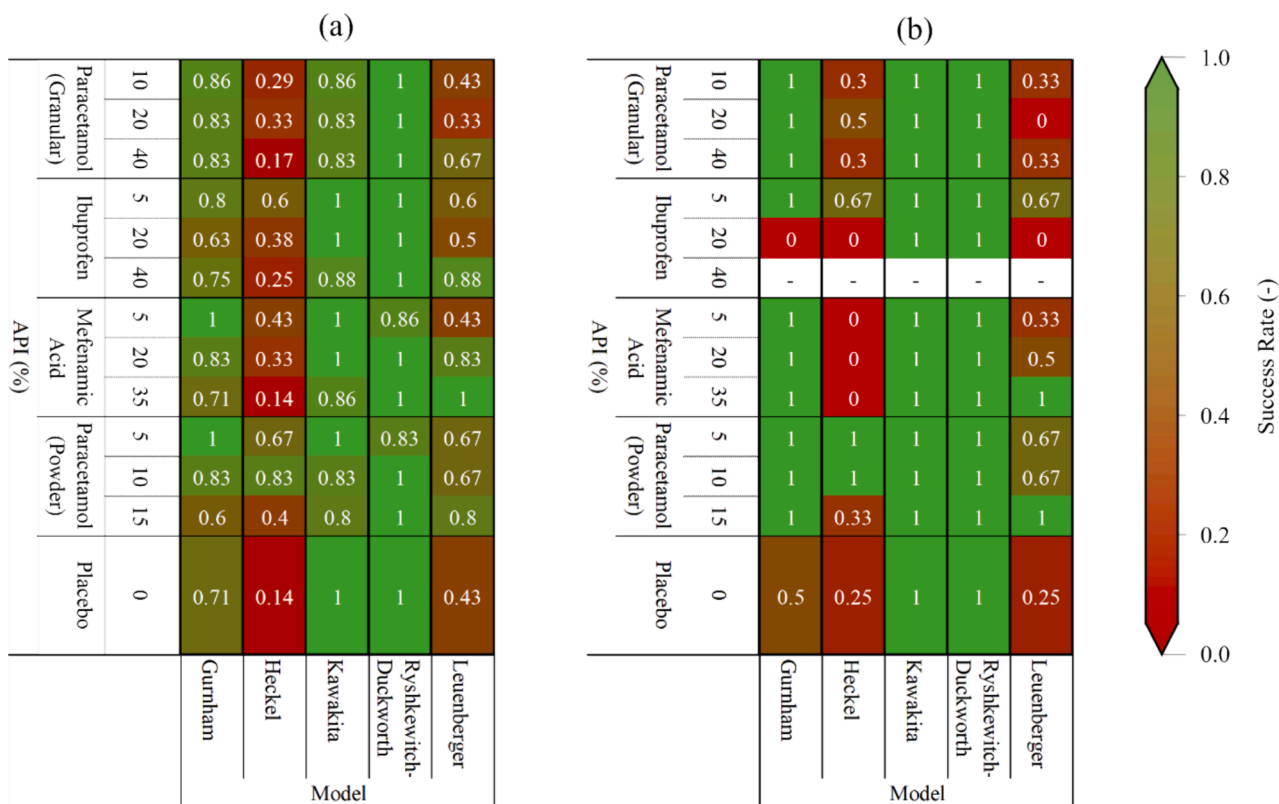 (a)
Paracetamol
(Granular)
10 0.86 0.29 0.86 1 0.43
20 0.83 0.33 0.83 1 0.33
40 0.83 0.17 0.83 1 0.67
Ibuprofen
5 0.8 0.6 1 1 0.6
20 0.63 0.38 1 1 0.5
40 0.75 0.25 0.88 1 0.88
Mefenamic
Acid
5 1 0.43 1 0.86 0.43
20 0.83 0.33 1 1 0.83
35 0.71 0.14 0.86 1 1
Paracetamol
(Powder)
5 1 0.67 1 0.83 0.67
10 0.83 0.83 0.83 1 0.67
15 0.6 0.4 0.8 1 0.8
Placebo
0 0.71 0.14 1 1 0.43
API (%)
Gurnham
Heckel
Kawakita
Ryshkewitch-
Duckworth
Leuenberger
Model
(b)
Paracetamol
(Granular)
10 1 0.3 1 1 0.33
20 1 0.5 1 1 0
40 1 0.3 1 1 0.33
Ibuprofen
5 1 0.67 1 1 0.67
20 0 0 1 1 0
40 - - - - -
Mefenamic
Acid
5 1 0 1 1 0.33
20 1 0 1 1 0.5
35 1 0 1 1 1
Paracetamol
(Powder)
5 1 1 1 1 0.67
10 1 1 1 1 0.67
15 1 0.33 1 1 1
Placebo
0 0.5 0.25 1 1 0.25
API (%)
Gurnham
Heckel
Kawakita
Ryshkewitch-
Duckworth
Leuenberger
Model
1.0
0.8
0.6
0.4
0.2
0.0
Success Rate (-)